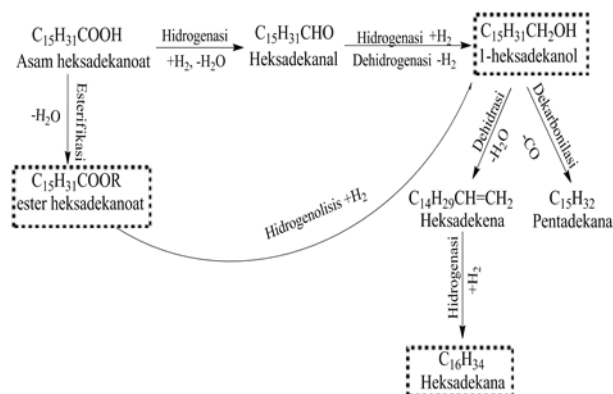 C₁₅H₃₁COOH
Asam heksadekanoat
Hidrogenasi
+H₂, -H₂O
C₁₅H₃₁CHO
Heksadekanal
Hidrogenasi +H₂
Dehidrogenasi -H₂
C₁₅H₃₁CH₂OH
1-heksadekanol
-H₂O
Esterifikasi
C₁₅H₃₁COOR
ester heksadekanoat
Hidrogenolisis +H₂
Dehidrasi
-H₂O
Dekarbonilasi
-CO
C₁₄H₂₉CH=CH₂
Heksadekena
C₁₅H₃₂
Pentadekana
Hidrogenasi
+H₂
C₁₆H₃₄
Heksadekana